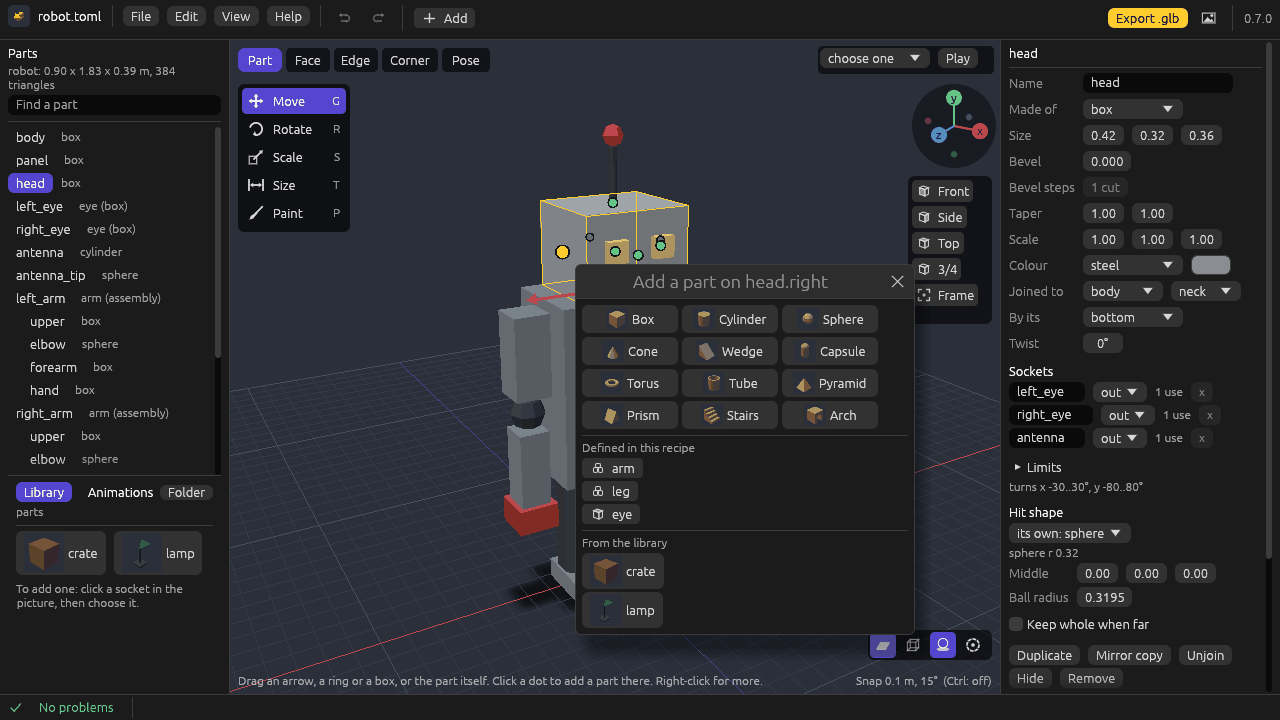 robot.toml File Edit View Help + Add Export .glb 0.7.0
Parts
robot: 0.90 x 1.83 x 0.39 m, 384
triangles
Find a part
body box
panel box
head box
left_eye eye (box)
right_eye eye (box)
antenna cylinder
antenna_tip sphere
left_arm arm (assembly)
upper box
elbow sphere
forearm box
hand box
right_arm arm (assembly)
upper box
elbow sphere
Library Animations Folder
parts
crate lamp
To add one: click a socket in the
picture, then choose it.
Part Face Edge Corner Pose
Move G
Rotate R
Scale S
Size T
Paint P
choose one Play
y
x
z
Front
Side
Top
3/4
Frame
Add a part on head.right
Box Cylinder Sphere
Cone Wedge Capsule
Torus Tube Pyramid
Prism Stairs Arch
Defined in this recipe
arm
leg
eye
From the library
crate
lamp
Drag an arrow, a ring or a box, or the part itself. Click a dot to add a part there. Right-click for more.
Snap 0.1 m, 15° (Ctrl: off)
head
Name head
Made of box
Size 0.42 0.32 0.36
Bevel 0.000
Bevel steps 1 cut
Taper 1.00 1.00
Scale 1.00 1.00 1.00
Colour steel
Joined to body neck
By its bottom
Twist 0°
Sockets
left_eye out 1 use x
right_eye out 1 use x
antenna out 1 use x
Limits
turns x -30..30°, y -80..80°
Hit shape
its own: sphere
sphere r 0.32
Middle 0.00 0.00 0.00
Ball radius 0.3195
Keep whole when far
Duplicate Mirror copy Unjoin
Hide Remove
No problems